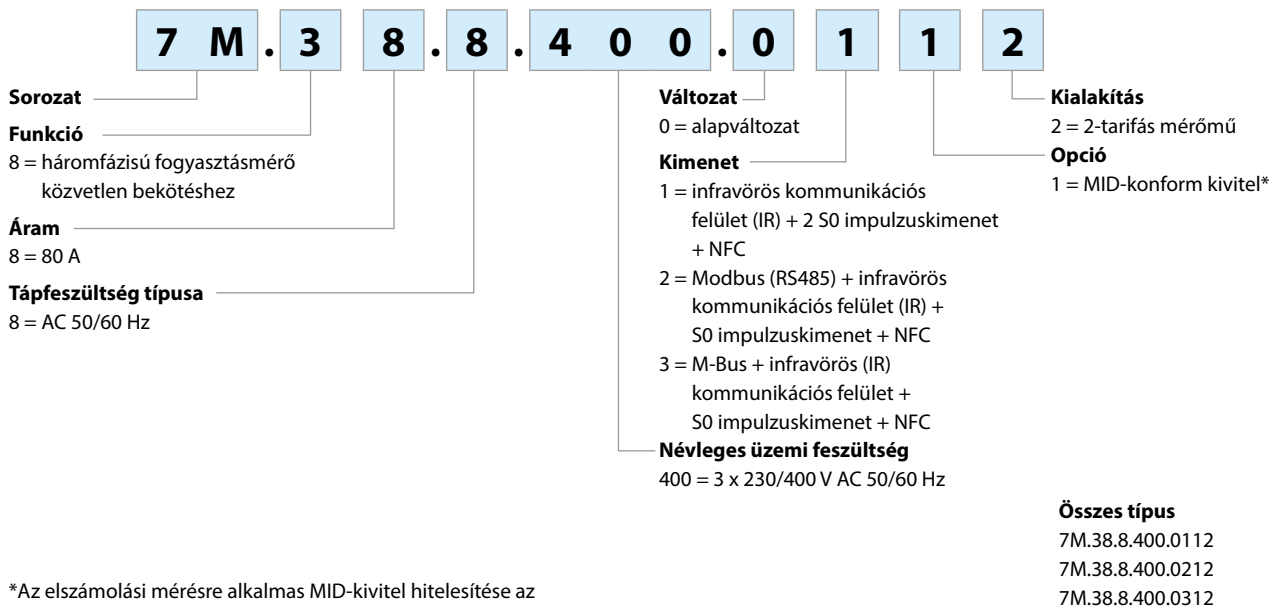 7 M . 3 8 . 8 . 4 0 0 . 0 1 1 2
Sorozat
Funkció
8 = háromfázisú fogyasztásmérő
közvetlen bekötéshez
Áram
8 = 80 A
Tápfeszültség típusa
8 = AC 50/60 Hz
Változat
0 = alapváltozat
Kimenet
1 = infravörös kommunikációs
felület (IR) + 2 S0 impulzuskimenet
+ NFC
2 = Modbus (RS485) + infravörös
kommunikációs felület (IR) +
S0 impulzuskimenet + NFC
3 = M-Bus + infravörös (IR)
kommunikációs felület +
S0 impulzuskimenet + NFC
Névleges üzemi feszültség
400 = 3 x 230/400 V AC 50/60 Hz
Kialakítás
2 = 2-tarifás mérőmű
Opció
1 = MID-konform kivitel*
Összes típus
7M.38.8.400.0112
7M.38.8.400.0212
7M.38.8.400.0312
*Az elszámolási mérésre alkalmas MID-kivitel hitelesítése az